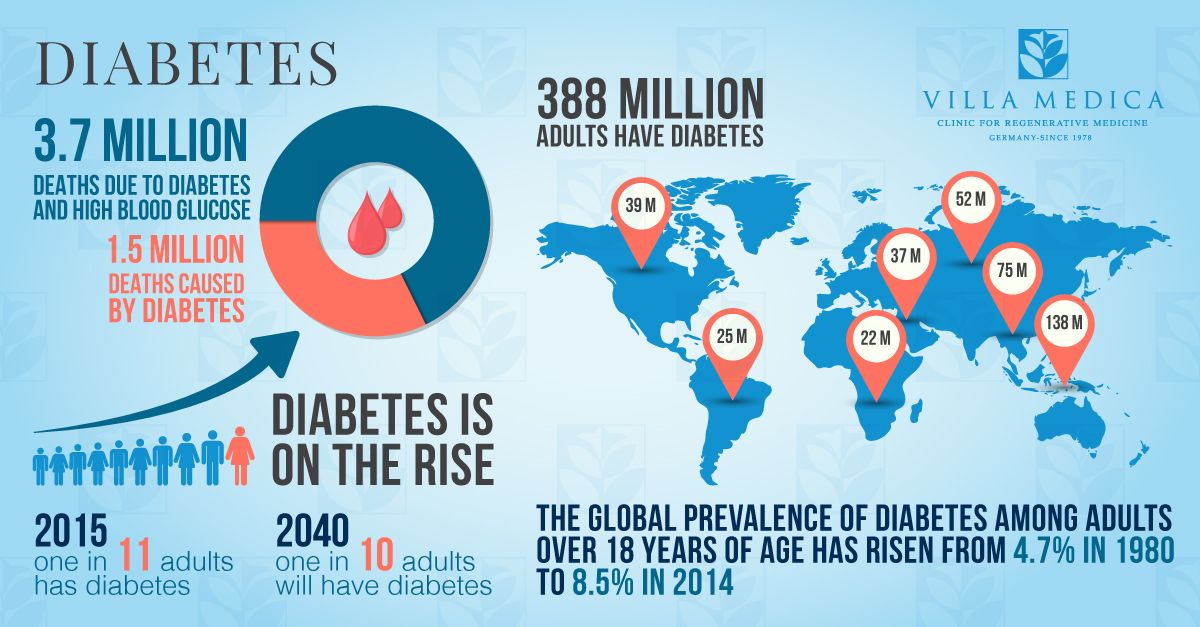 DIABETES
3.7 MILLION
DEATHS DUE TO DIABETES
AND HIGH BLOOD GLUCOSE
1.5 MILLION
DEATHS CAUSED
BY DIABETES
DIABETES IS
ON THE RISE
2015
one in 11 adults
has diabetes
2040
one in 10 adults
will have diabetes
388 MILLION
ADULTS HAVE DIABETES
VILLA MEDICA
CLINIC FOR REGENERATIVE MEDICINE
GERMANY-SINCE 1978
39 M
52 M
37 M
75 M
138 M
25 M
22 M
THE GLOBAL PREVALENCE OF DIABETES AMONG ADULTS
OVER 18 YEARS OF AGE HAS RISEN FROM 4.7% IN 1980
TO 8.5% IN 2014